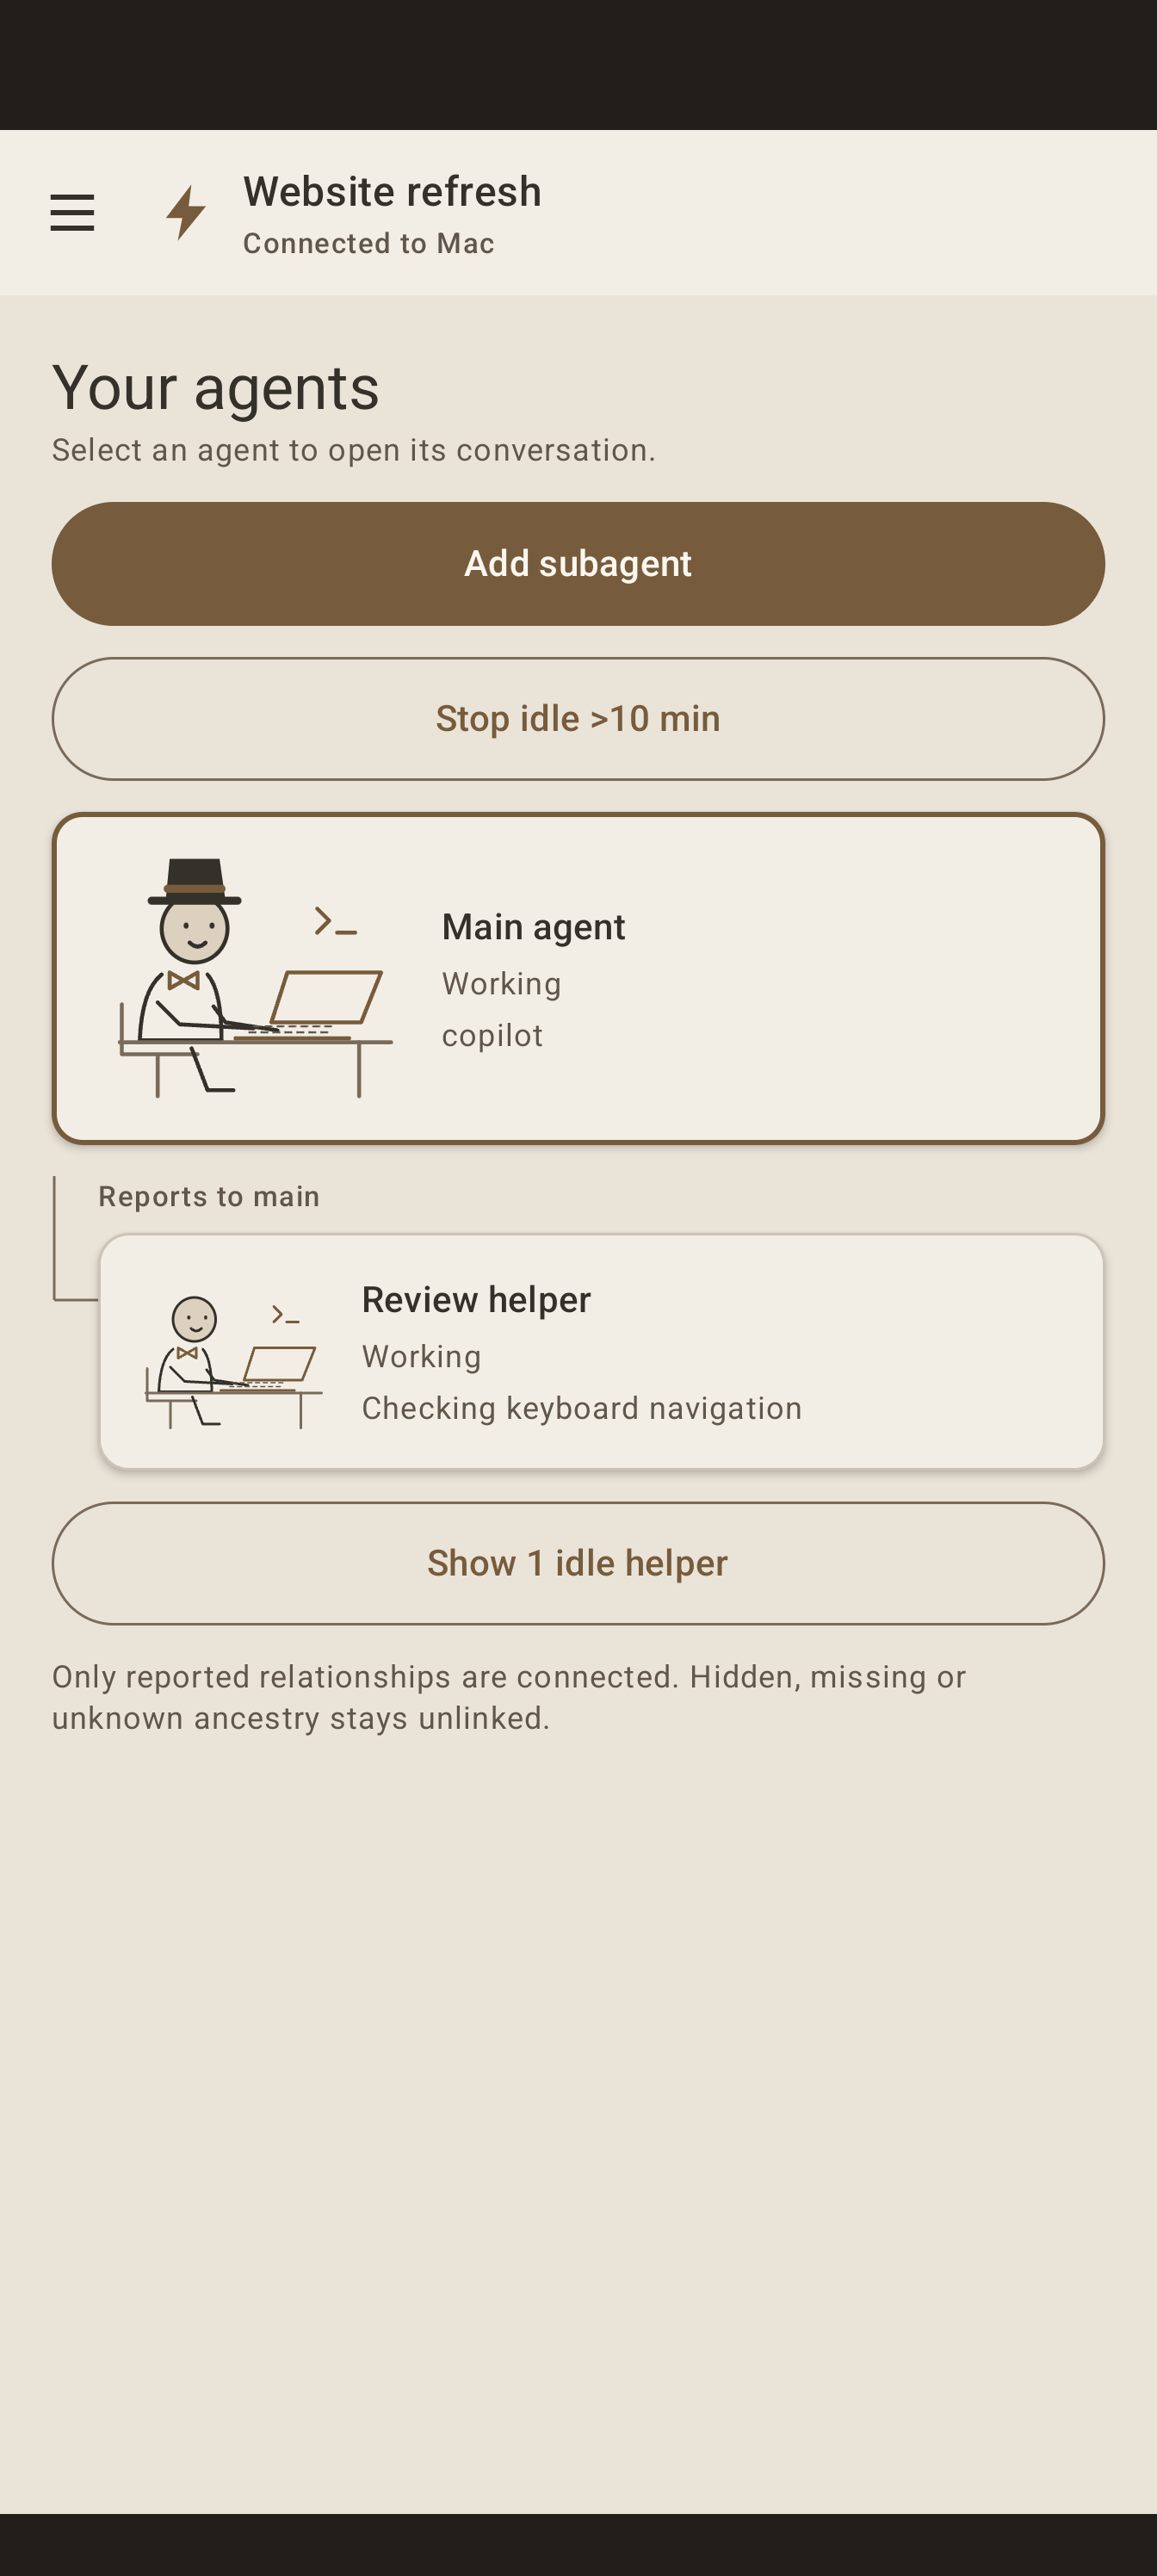 Website refresh
Connected to Mac
Your agents
Select an agent to open its conversation.
Add subagent
Stop idle >10 min
Main agent
Working
copilot
Reports to main
Review helper
Working
Checking keyboard navigation
Show 1 idle helper
Only reported relationships are connected. Hidden, missing or
unknown ancestry stays unlinked.